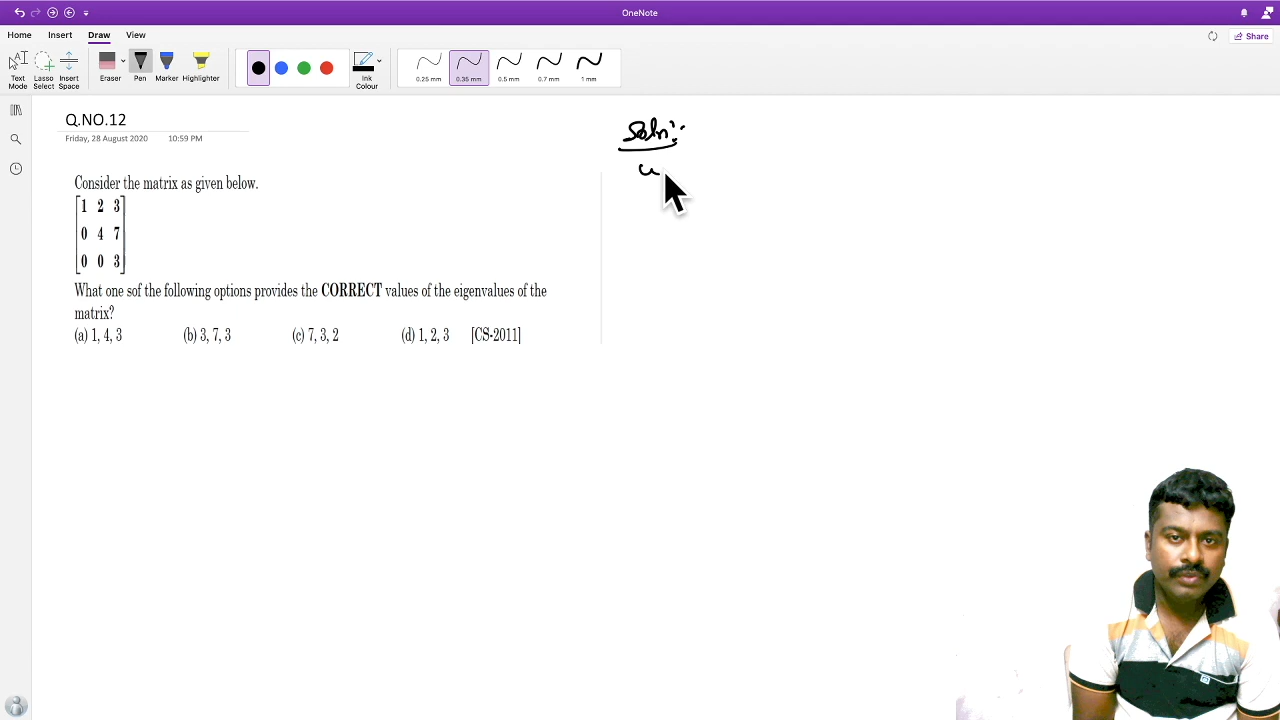 OneNote
Home Insert Draw View
Share
Text Mode
Lasso Select
Insert Space
Eraser
Pen
Marker
Highlighter
Ink Colour
0.25 mm
0.35 mm
0.5 mm
0.7 mm
1 mm
Q.NO.12
Friday, 28 August 2020 10:59 PM
Soln:
Consider the matrix as given below.
1 2 3
0 4 7
0 0 3
What one sof the following options provides the CORRECT values of the eigenvalues of the
matrix?
(a) 1, 4, 3 (b) 3, 7, 3 (c) 7, 3, 2 (d) 1, 2, 3 [CS-2011]